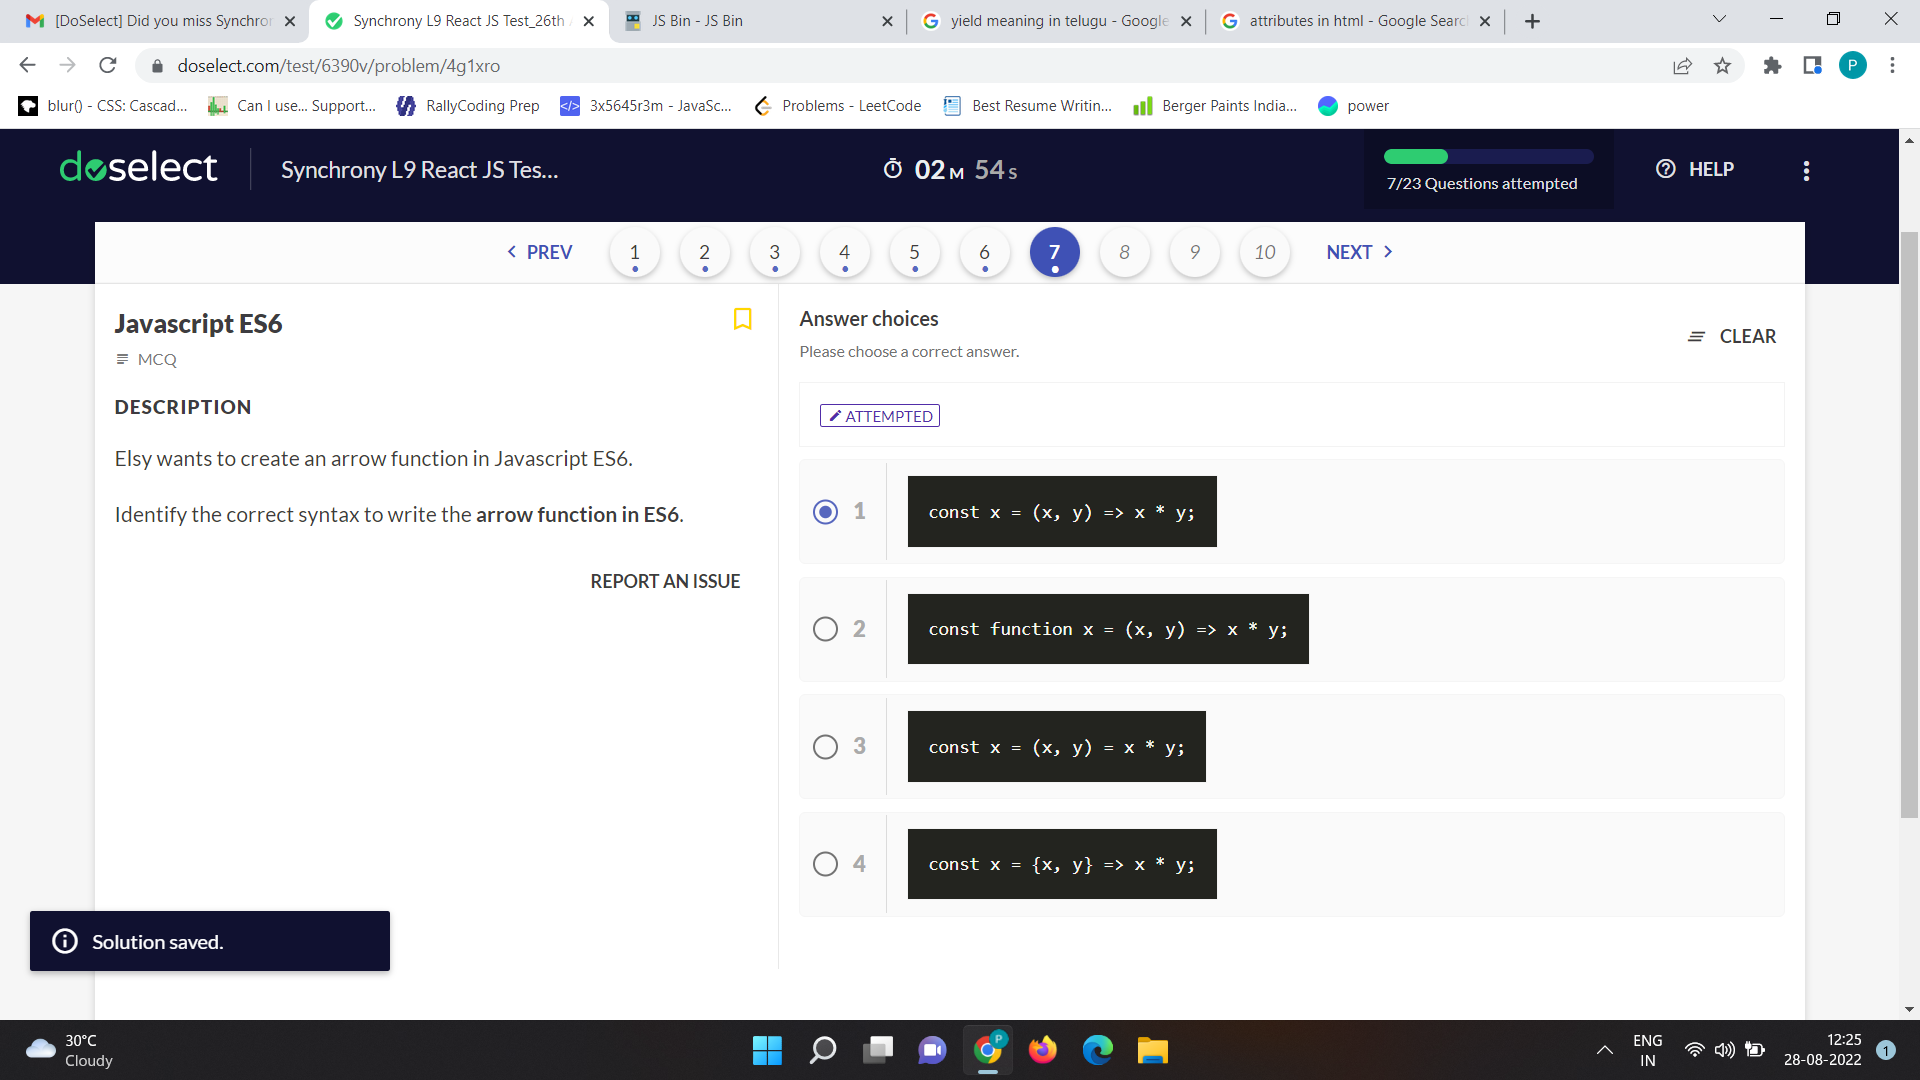 [DoSelect] Did you miss Synchron
Synchrony L9 React JS Test_26th A
JS Bin - JS Bin
yield meaning in telugu - Google
attributes in html - Google Searc
doselect.com/test/6390v/problem/4g1xro
P
blur() - CSS: Cascad...
Can I use... Support...
RallyCoding Prep
3x5645r3m - JavaSc...
Problems - LeetCode
Best Resume Writin...
Berger Paints India...
power
doselect
Synchrony L9 React JS Tes...
02 M 54 S
7/23 Questions attempted
HELP
PREV
1
2
3
4
5
6
7
8
9
10
NEXT
Javascript ES6
MCQ
DESCRIPTION
Elsy wants to create an arrow function in Javascript ES6.
Identify the correct syntax to write the arrow function in ES6.
REPORT AN ISSUE
Answer choices
Please choose a correct answer.
CLEAR
ATTEMPTED
1
const x = (x, y) => x * y;
2
const function x = (x, y) => x * y;
3
const x = (x, y) = x * y;
4
const x = {x, y} => x * y;
Solution saved.
30°C
Cloudy
P
ENG
IN
12:25
28-08-2022
1